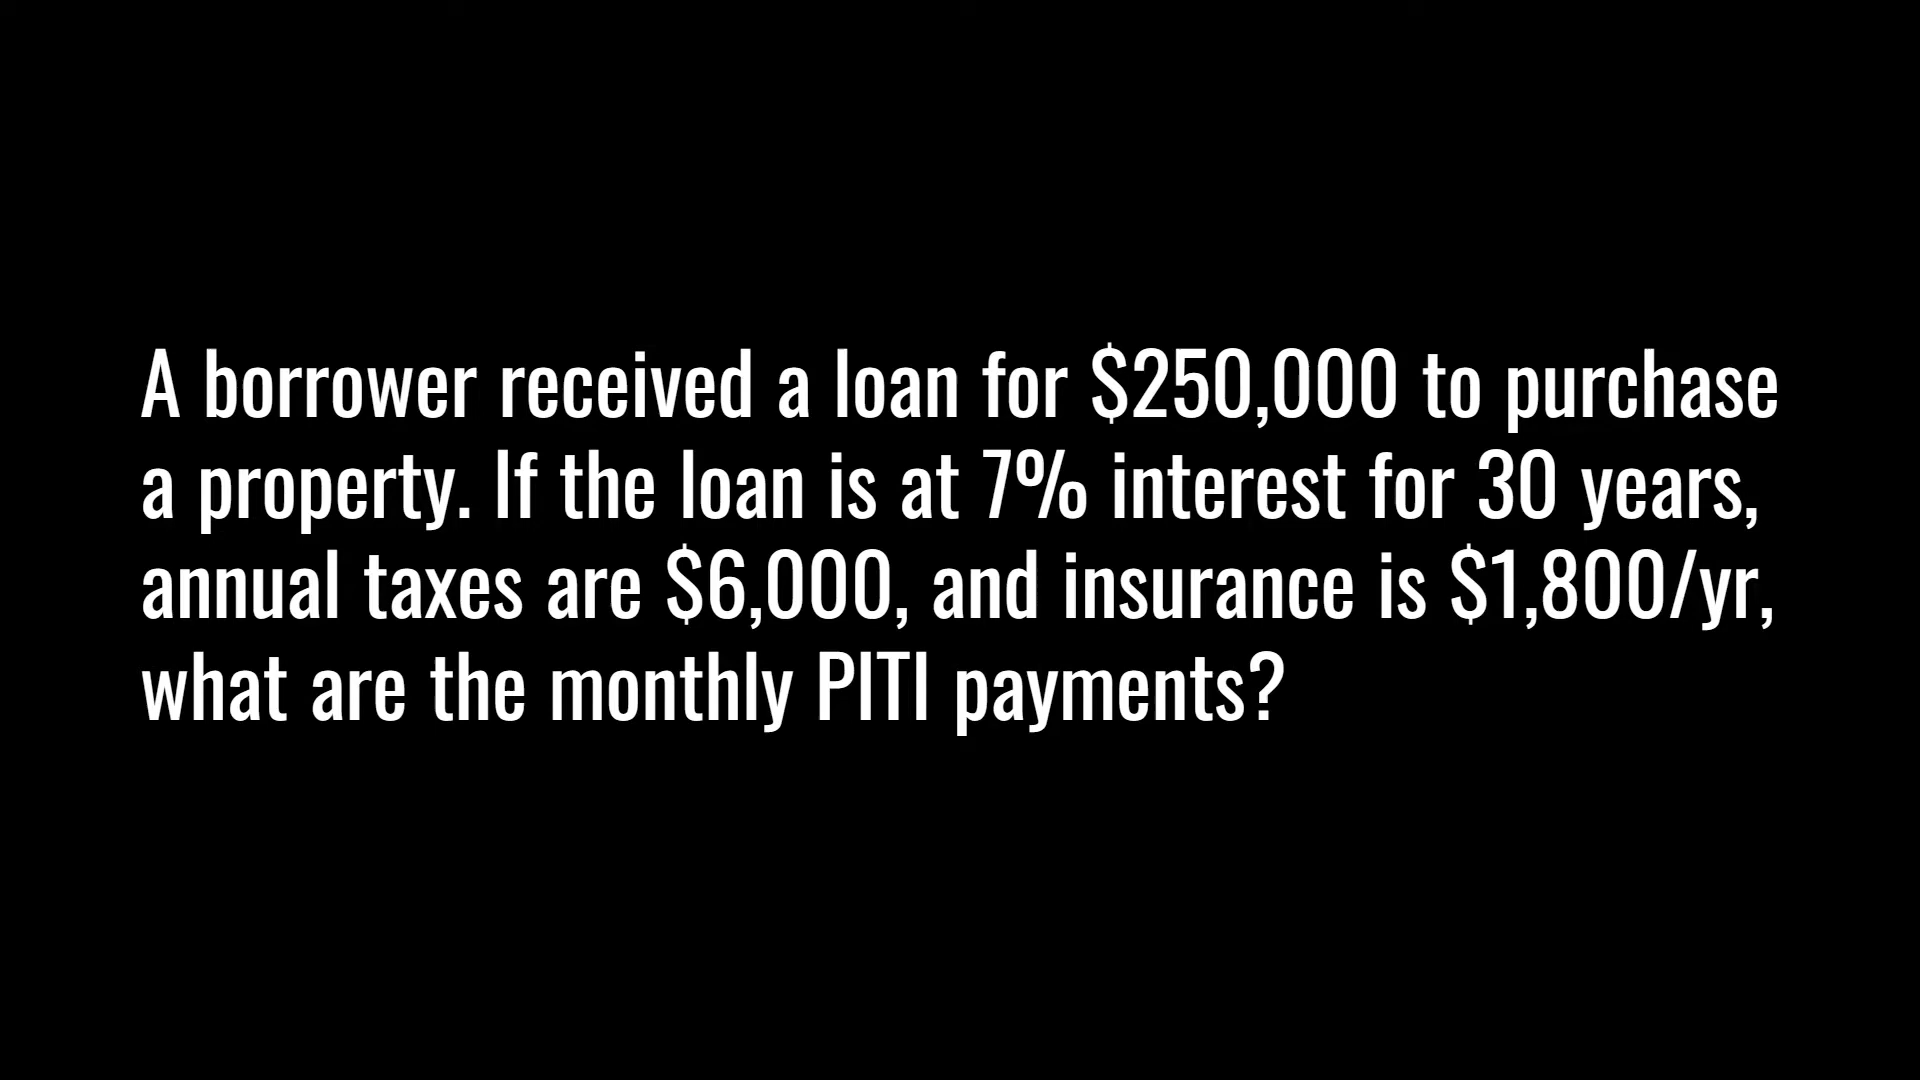 A borrower received a loan for $250,000 to purchase
a property. If the loan is at 7% interest for 30 years,
annual taxes are $6,000, and insurance is $1,800/yr,
what are the monthly PITI payments?